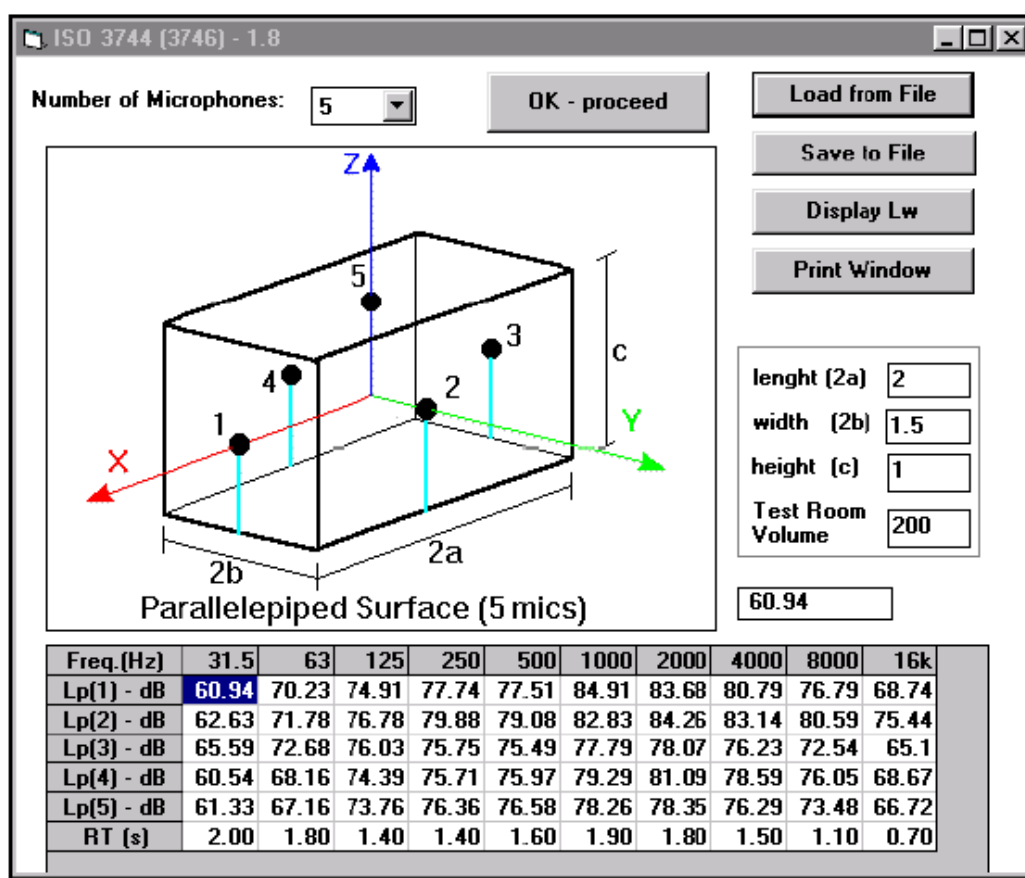 ISO 3744 (3746) - 1.8
Number of Microphones: 5 OK - proceed Load from File
Save to File
Display Lw
Print Window
Z
5
3
4
2
1
c
X
Y
2b
2a
Parallelepiped Surface (5 mics)
lenght (2a) 2
width (2b) 1.5
height (c) 1
Test Room
Volume 200
60.94
Freq.(Hz) 31.5 63 125 250 500 1000 2000 4000 8000 16k
Lp(1) - dB 60.94 70.23 74.91 77.74 77.51 84.91 83.68 80.79 76.79 68.74
Lp(2) - dB 62.63 71.78 76.78 79.88 79.08 82.83 84.26 83.14 80.59 75.44
Lp(3) - dB 65.59 72.68 76.03 75.75 75.49 77.79 78.07 76.23 72.54 65.1
Lp(4) - dB 60.54 68.16 74.39 75.71 75.97 79.29 81.09 78.59 76.05 68.67
Lp(5) - dB 61.33 67.16 73.76 76.36 76.58 78.26 78.35 76.29 73.48 66.72
RT (s) 2.00 1.80 1.40 1.40 1.60 1.90 1.80 1.50 1.10 0.70